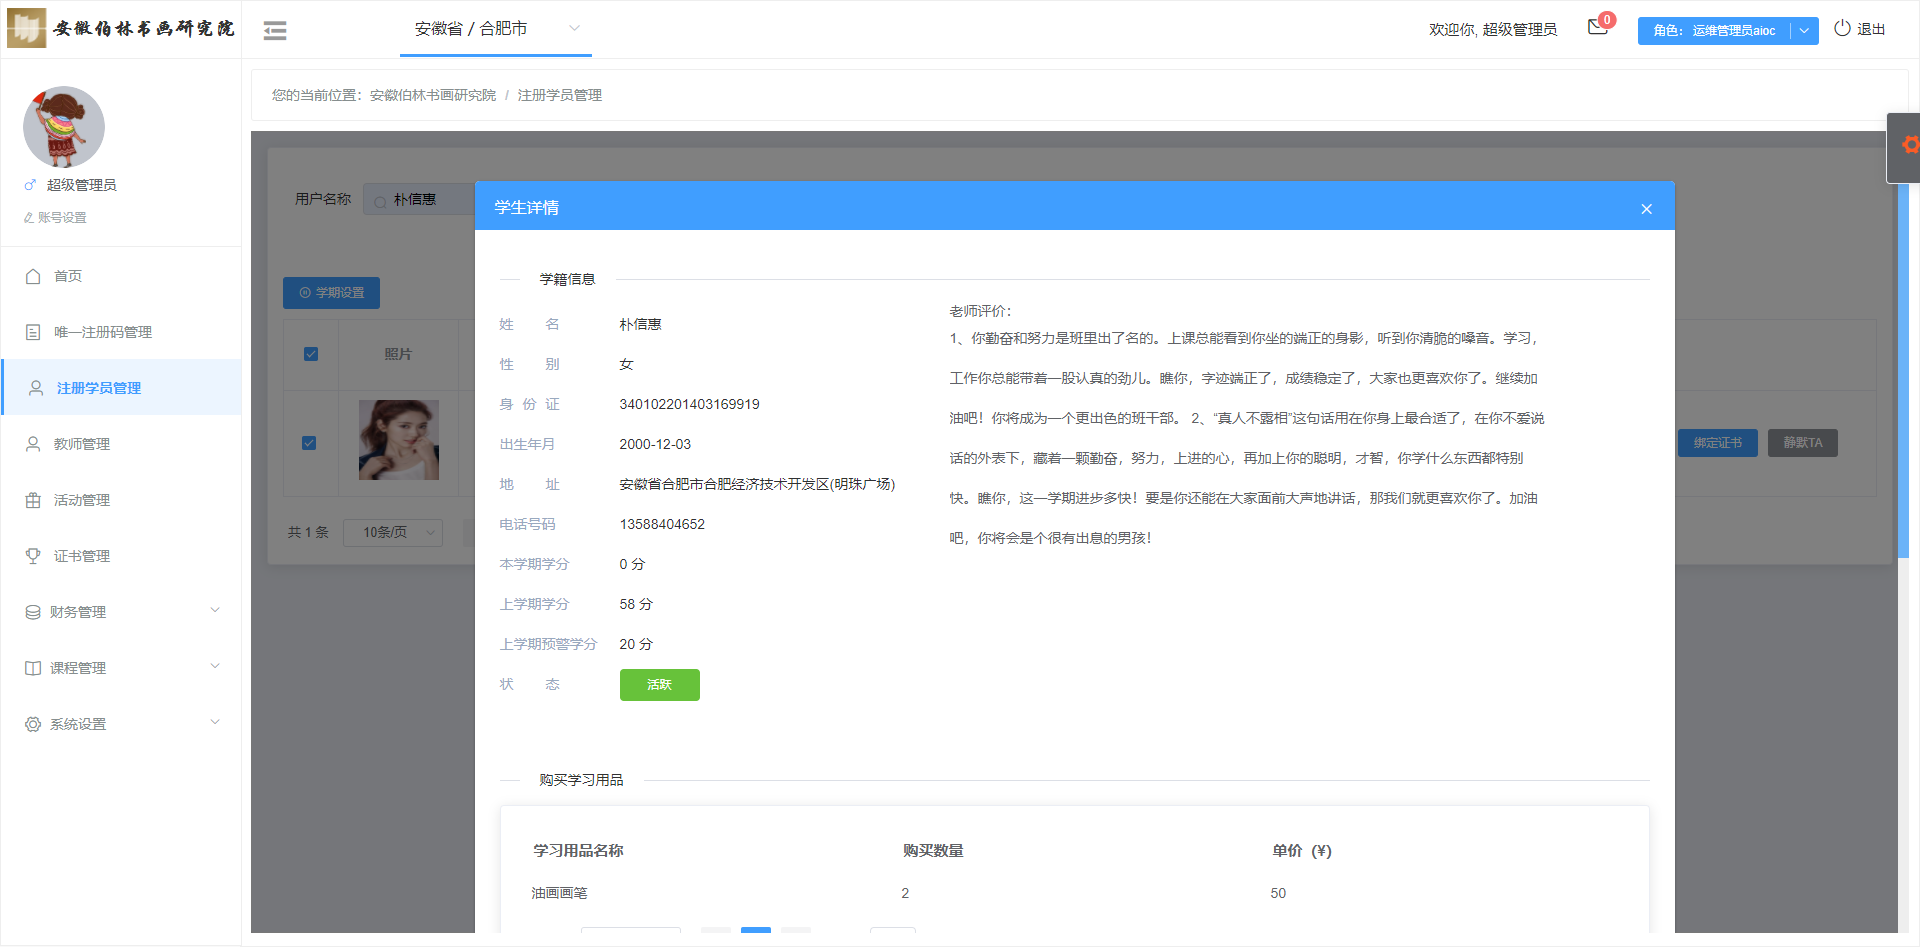 安徽伯林书画研究院
安徽省 / 合肥市
欢迎你, 超级管理员
0
角色： 运维管理员aioc
退出
您的当前位置：安徽伯林书画研究院 / 注册学员管理
超级管理员
账号设置
首页
唯一注册码管理
注册学员管理
教师管理
活动管理
证书管理
财务管理
课程管理
系统设置
用户名称
朴信惠
学期设置
照片
绑定证书
静默TA
共 1 条
10条/页
学生详情
学籍信息
姓 名 朴信惠
性 别 女
身 份 证 340102201403169919
出生年月 2000-12-03
地 址 安徽省合肥市合肥经济技术开发区(明珠广场)
电话号码 13588404652
本学期学分 0 分
上学期学分 58 分
上学期预警学分 20 分
状 态 活跃
老师评价：
1、你勤奋和努力是班里出了名的。上课总能看到你坐的端正的身影，听到你清脆的嗓音。学习，
工作你总能带着一股认真的劲儿。瞧你，字迹端正了，成绩稳定了，大家也更喜欢你了。继续加
油吧！你将成为一个更出色的班干部。 2、“真人不露相”这句话用在你身上最合适了，在你不爱说
话的外表下，藏着一颗勤奋，努力，上进的心，再加上你的聪明，才智，你学什么东西都特别
快。瞧你，这一学期进步多快！要是你还能在大家面前大声地讲话，那我们就更喜欢你了。加油
吧，你将会是个很有出息的男孩！
购买学习用品
学习用品名称 购买数量 单价（¥）
油画画笔 2 50